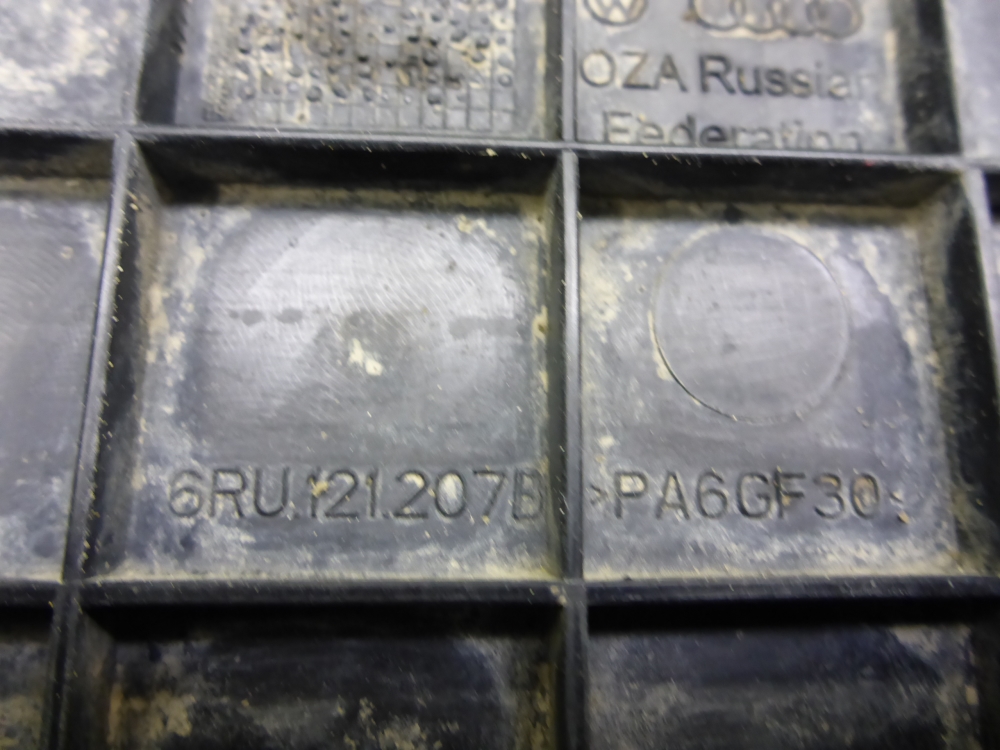 OZA Russian
Federation
6RU.121.207B
>PA6GF30<